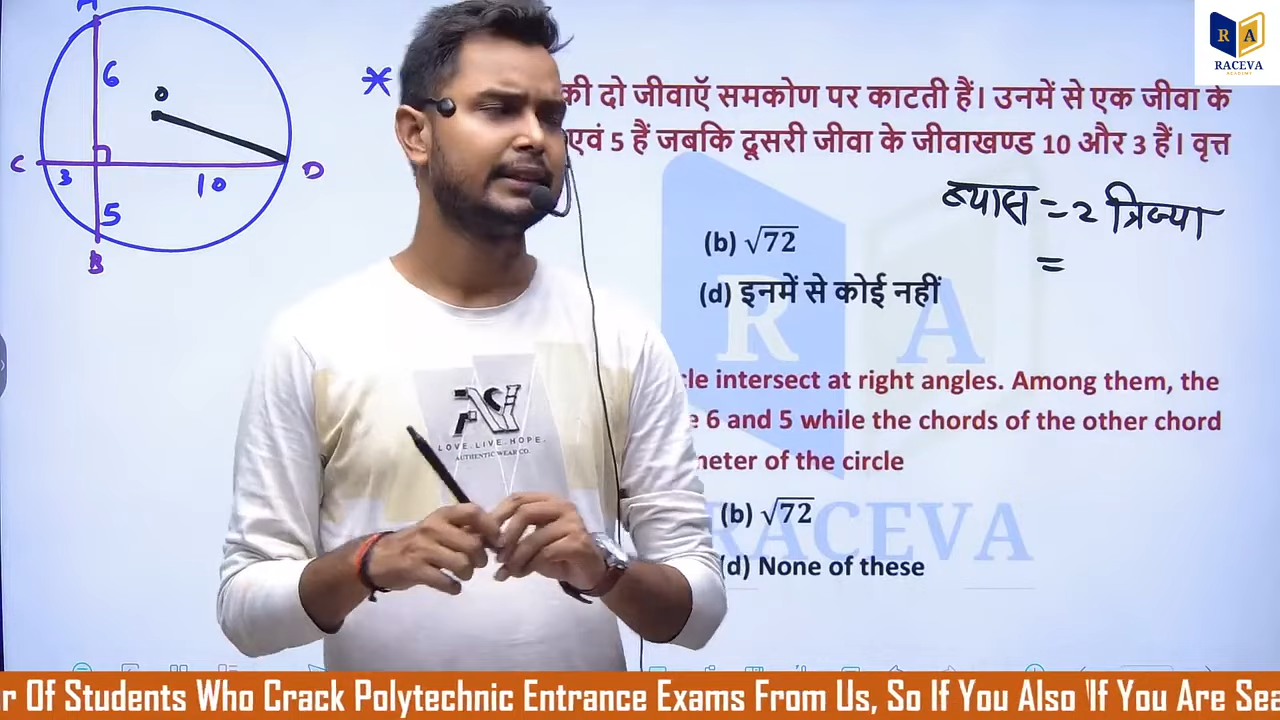 A
6
O
C
3
10
D
5
B
*
की दो जीवाएॅ समकोण पर काटती हैं। उनमें से एक जीवा के
एवं 5 हैं जबकि दूसरी जीवा के जीवाखण्ड 10 और 3 हैं। वृत्त
व्यास = 2 त्रिज्या
=
(b) √72
(d) इनमें से कोई नहीं
R A
cle intersect at right angles. Among them, the
6 and 5 while the chords of the other chord
meter of the circle
(b) √72
(d) None of these
RACEVA
R A
RACEVA
ACADEMY
LOVE.LIVE.HOPE.
AUTHENTIC WEAR CO.
r Of Students Who Crack Polytechnic Entrance Exams From Us, So If You Also 'If You Are Sea